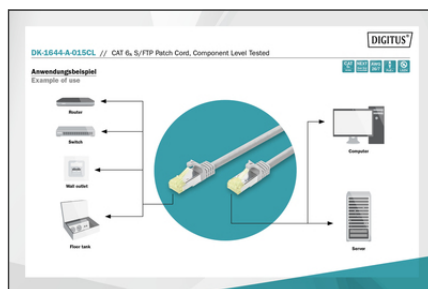 DIGITUS®
DK-1644-A-015CL // CAT 6A S/FTP Patch Cord, Component Level Tested
Anwendungsbeispiel
Example of use
CAT
Router
Switch
Wall outlet
Floor tank
Computer
Server